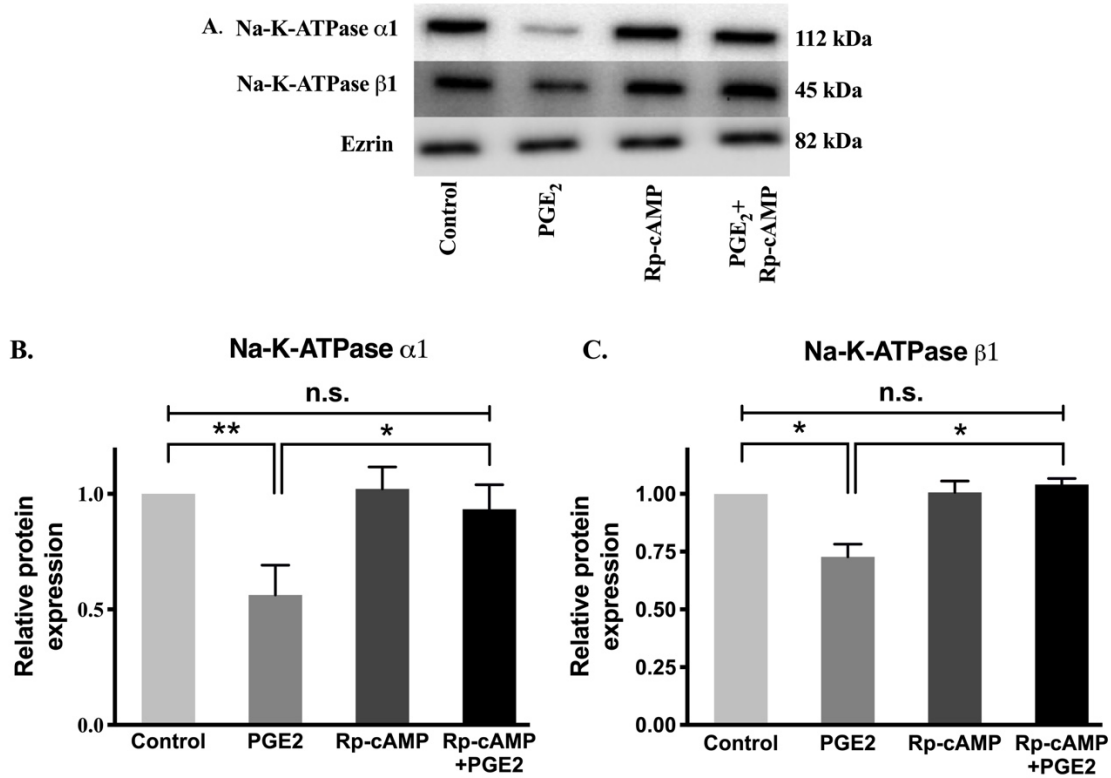 A. Na-K-ATPase α1
112 kDa
Na-K-ATPase β1
45 kDa
Ezrin
82 kDa
Control
PGE₂
Rp-cAMP
PGE₂+
Rp-cAMP
B.
Na-K-ATPase α1
n.s.
**
*
Relative protein
expression
1.0
0.5
0.0
Control
PGE2
Rp-cAMP
Rp-cAMP
+PGE2
C.
Na-K-ATPase β1
n.s.
*
*
Relative protein
expression
1.00
0.75
0.50
0.25
0.00
Control
PGE2
Rp-cAMP
Rp-cAMP
+PGE2